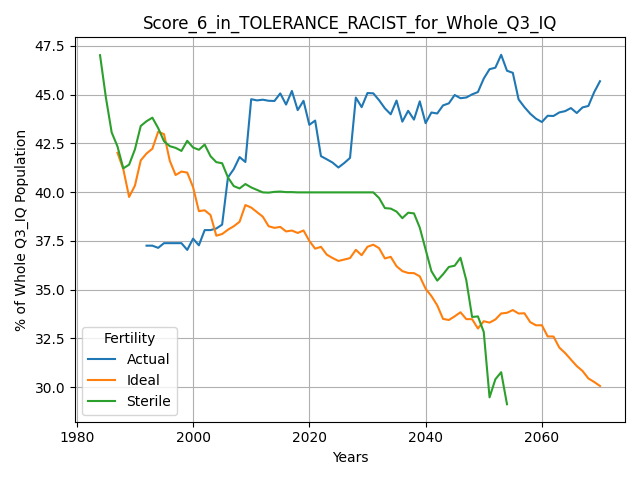 Score_6_in_TOLERANCE_RACIST_for_Whole_Q3_IQ
47.5
45.0
42.5
40.0
37.5
35.0
32.5
30.0
% of Whole Q3_IQ Population
Fertility
Actual
Ideal
Sterile
1980
2000
2020
2040
2060
Years